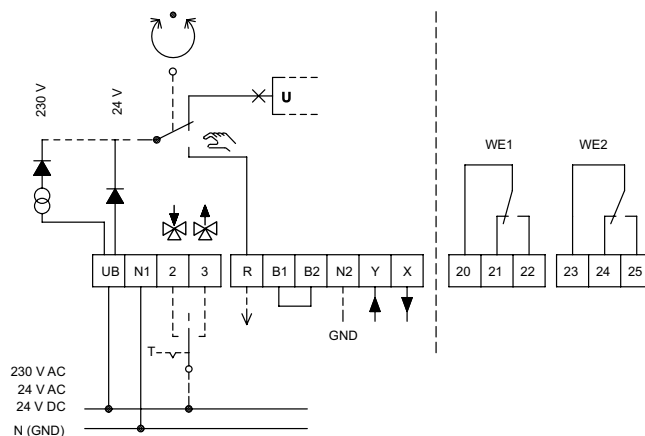 230 V
24 V
U
WE1
WE2
UB N1 2 3 R B1 B2 N2 Y X 20 21 22 23 24 25
GND
T
230 V AC
24 V AC
24 V DC
N (GND)